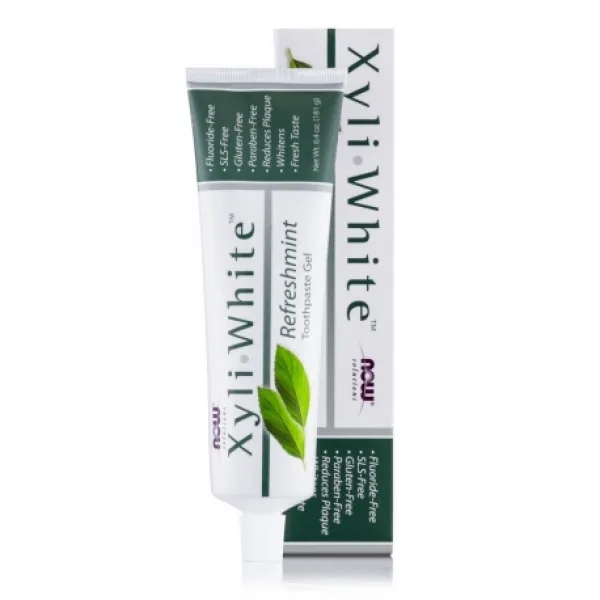 • Fluoride-Free
• SLS-Free
• Gluten-Free
• Paraben-Free
• Reduces Plaque
• Whitens
• Fresh Taste
Xyli•White™
Refreshmint
Toothpaste Gel
NOW
solutions
Net Wt. 6.4 oz. (181 g)
Xyli•White™
NOW
solutions
• Fluoride-Free
• SLS-Free
• Gluten-Free
• Paraben-Free
• Reduces Plaque